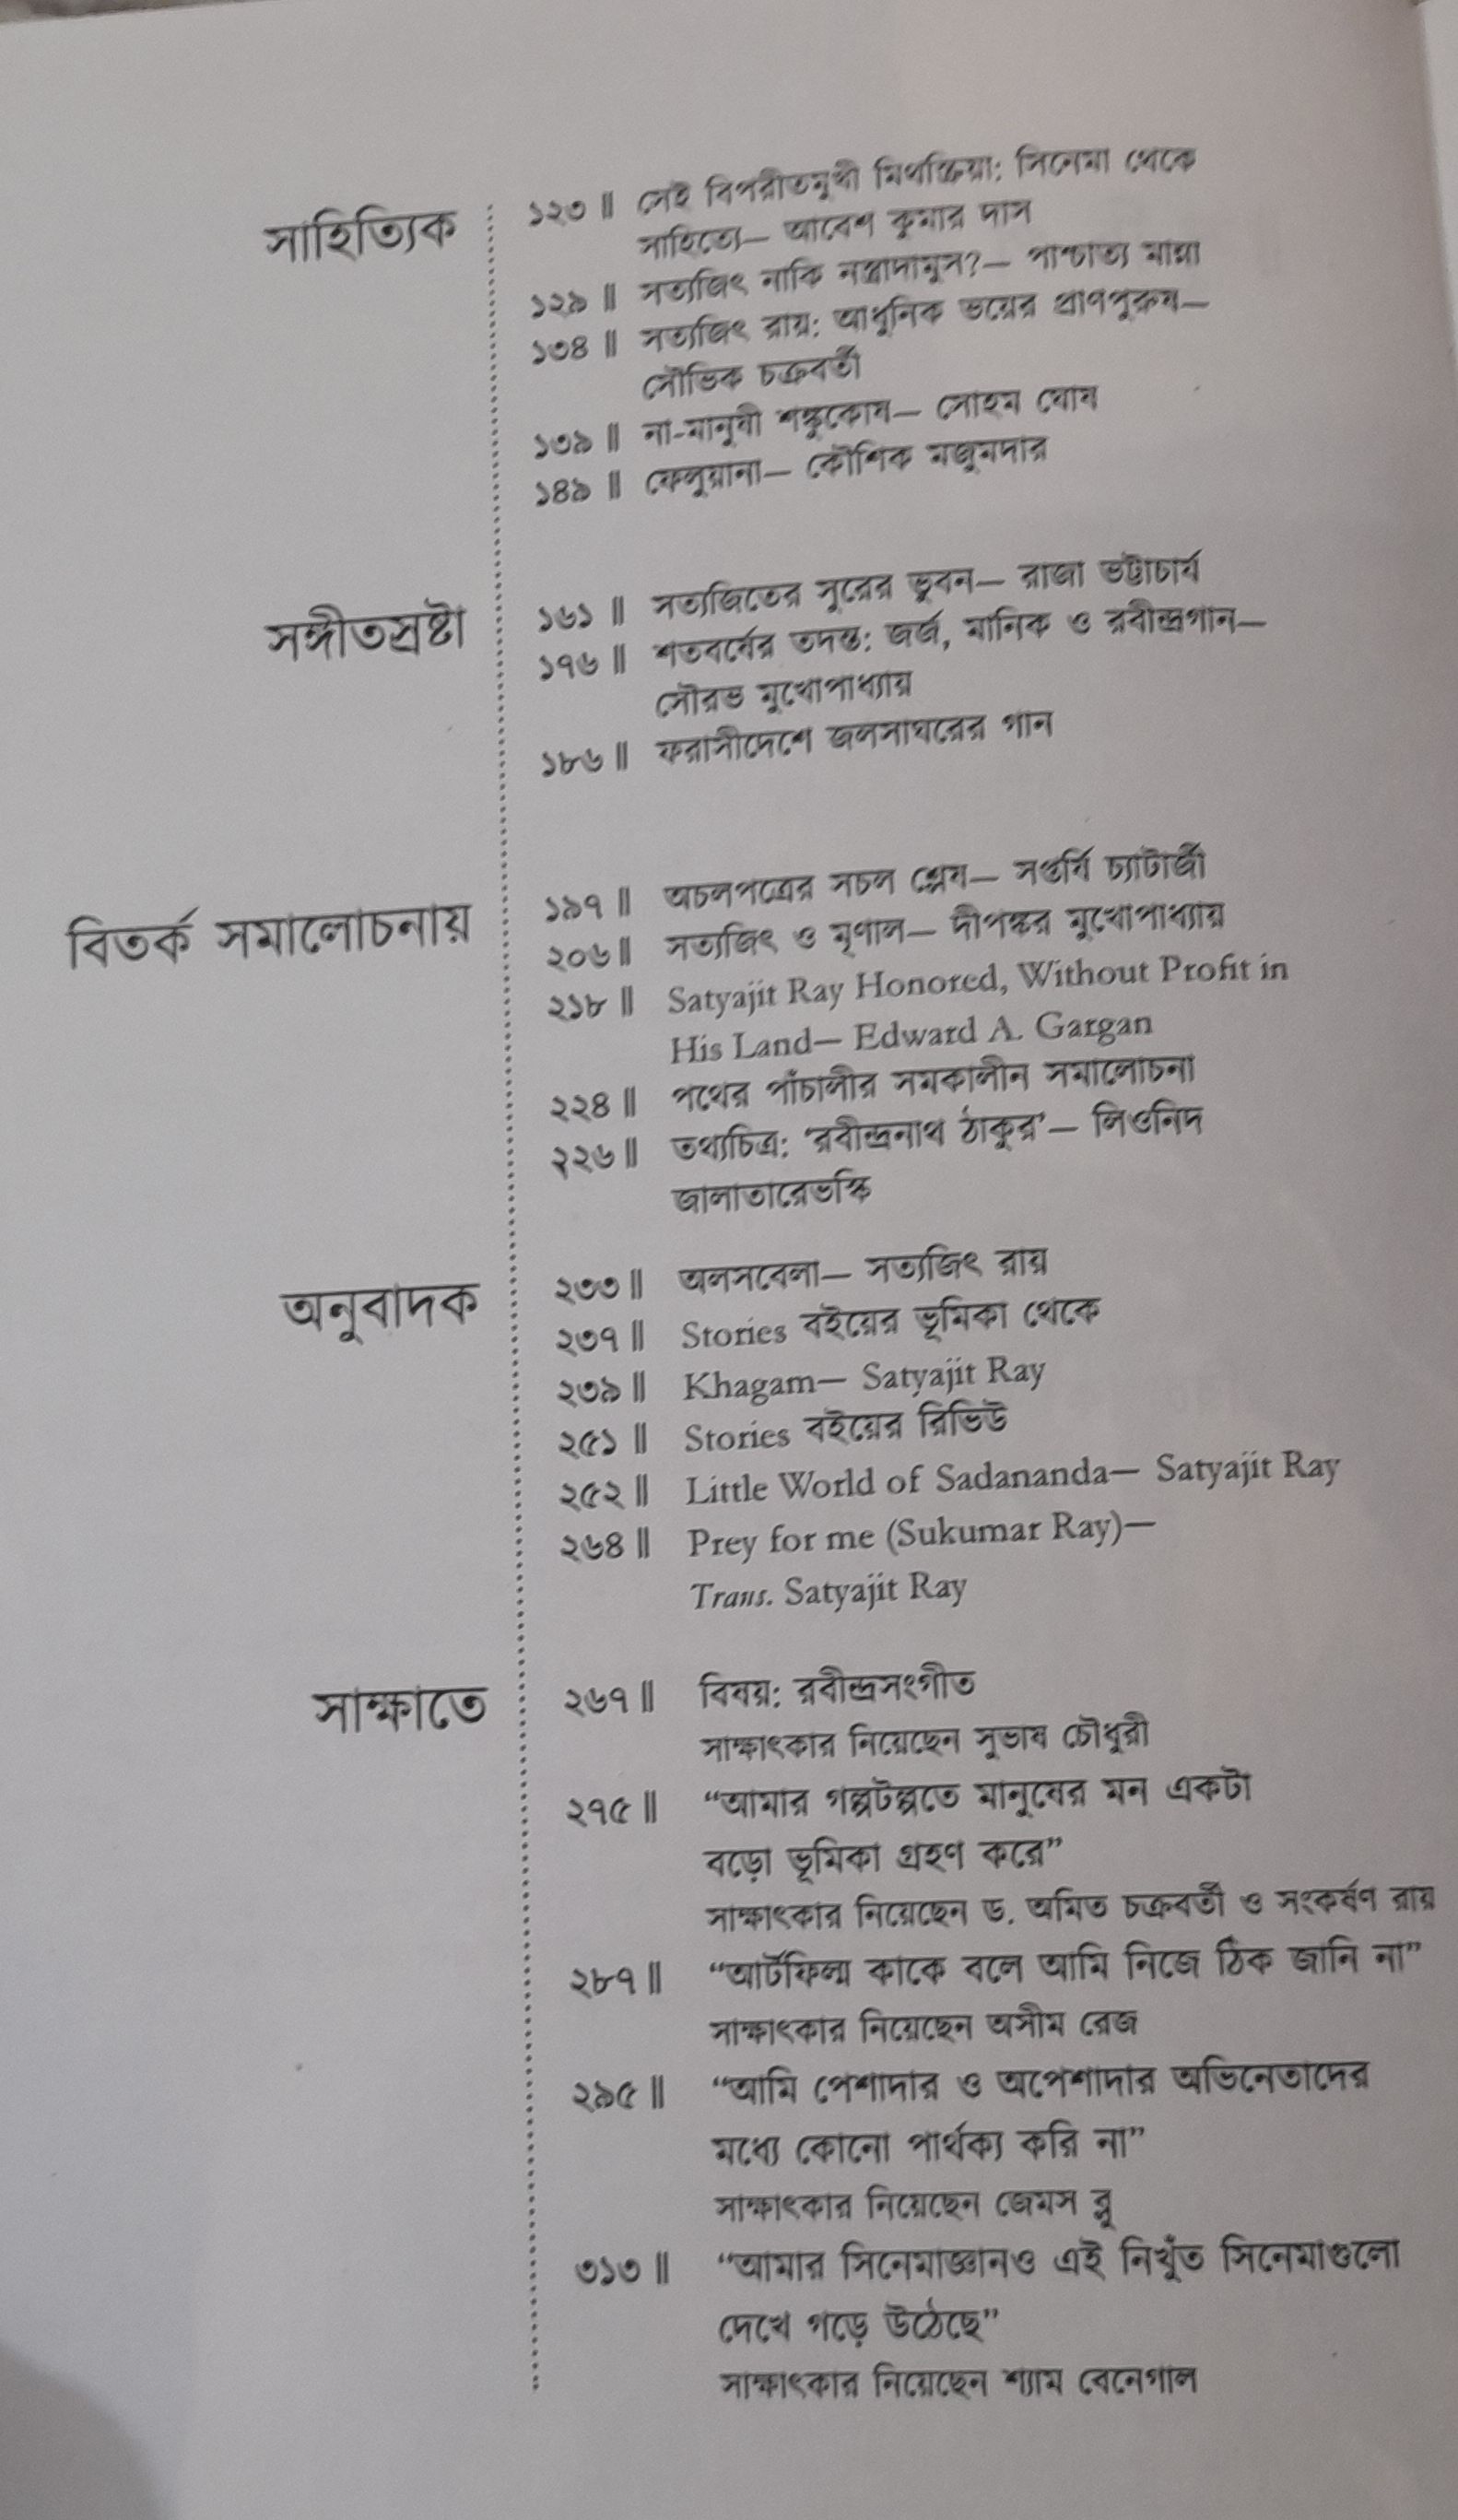 সাহিত্যিক
১২৩ ॥ সেই বিপরীতমুখী মিথষ্ক্রিয়া: সিনেমা থেকে
সাহিত্যে— আবেশ কুমার দাস
১২৯ ॥ সত্যজিৎ নাকি নস্ত্রাদামুস?— পাশ্চাত্য মান্না
১৩৪ ॥ সত্যজিৎ রায়: আধুনিক ভয়ের প্রাণপুরুষ—
সৌভিক চক্রবর্তী
১৩৯ ॥ না-মানুষী শঙ্কুকোষ— সোহম ঘোষ
১৪৯ ॥ ফেলুয়ানা— কৌশিক মজুমদার
সঙ্গীতস্রষ্টা
১৬১ ॥ সত্যজিতের সুরের ভুবন— রাজা ভট্টাচার্য
১৭৬ ॥ শতবর্ষের তদন্ত: জর্জ, মানিক ও রবীন্দ্রগান—
সৌরভ মুখোপাধ্যায়
১৮৬ ॥ ফরাসীদেশে জলসাঘরের গান
বিতর্ক সমালোচনায়
১৯৭ ॥ অচলপত্রের সচল শ্লেষ— সপ্তর্ষি চ্যাটার্জী
২০৬ ॥ সত্যজিৎ ও মৃণাল— দীপঙ্কর মুখোপাধ্যায়
২১৮ ॥ Satyajit Ray Honored, Without Profit in
His Land— Edward A. Gargan
২২৪ ॥ পথের পাঁচালীর সমকালীন সমালোচনা
২২৬ ॥ তথ্যচিত্র: ‘রবীন্দ্রনাথ ঠাকুর’— লিওনিদ
জালাতারেভস্কি
অনুবাদক
২৩৩ ॥ অলসবেলা— সত্যজিৎ রায়
২৩৭ ॥ Stories বইয়ের ভূমিকা থেকে
২৩৯ ॥ Khagam— Satyajit Ray
২৫১ ॥ Stories বইয়ের রিভিউ
২৫২ ॥ Little World of Sadananda— Satyajit Ray
২৬৪ ॥ Prey for me (Sukumar Ray)—
Trans. Satyajit Ray
সাক্ষাতে
২৬৭ ॥ বিষয়: রবীন্দ্রসংগীত
সাক্ষাৎকার নিয়েছেন সুভাষ চৌধুরী
২৭৫ ॥ “আমার গল্পটল্পতে মানুষের মন একটা
বড়ো ভূমিকা গ্রহণ করে”
সাক্ষাৎকার নিয়েছেন ড. অমিত চক্রবর্তী ও সংকর্ষণ রায়
২৮৭ ॥ “আর্টফিল্ম কাকে বলে আমি নিজে ঠিক জানি না”
সাক্ষাৎকার নিয়েছেন অসীম রেজ
২৯৫ ॥ “আমি পেশাদার ও অপেশাদার অভিনেতাদের
মধ্যে কোনো পার্থক্য করি না”
সাক্ষাৎকার নিয়েছেন জেমস ব্লু
৩১৩ ॥ “আমার সিনেমাজ্ঞানও এই নিখুঁত সিনেমাগুলো
দেখে গড়ে উঠেছে”
সাক্ষাৎকার নিয়েছেন শ্যাম বেনেগাল